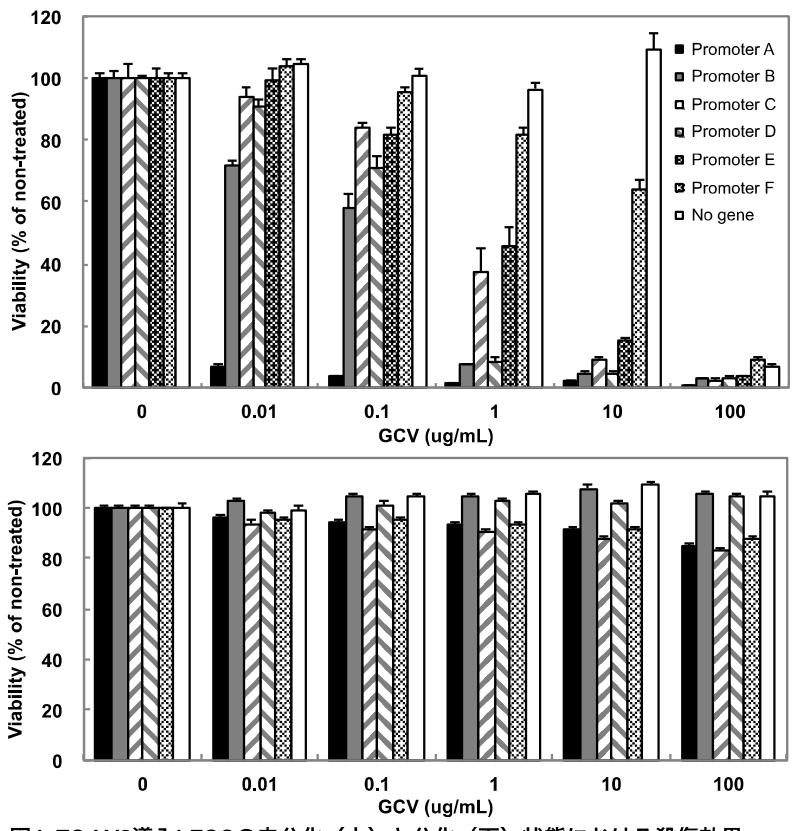 120
100
80
60
40
20
0
Viability (% of non-treated)
Promoter A
Promoter B
Promoter C
Promoter D
Promoter E
Promoter F
No gene
0 0.01 0.1 1 10 100
GCV (ug/mL)
120
100
80
60
40
20
0
Viability (% of non-treated)
0 0.01 0.1 1 10 100
GCV (ug/mL)